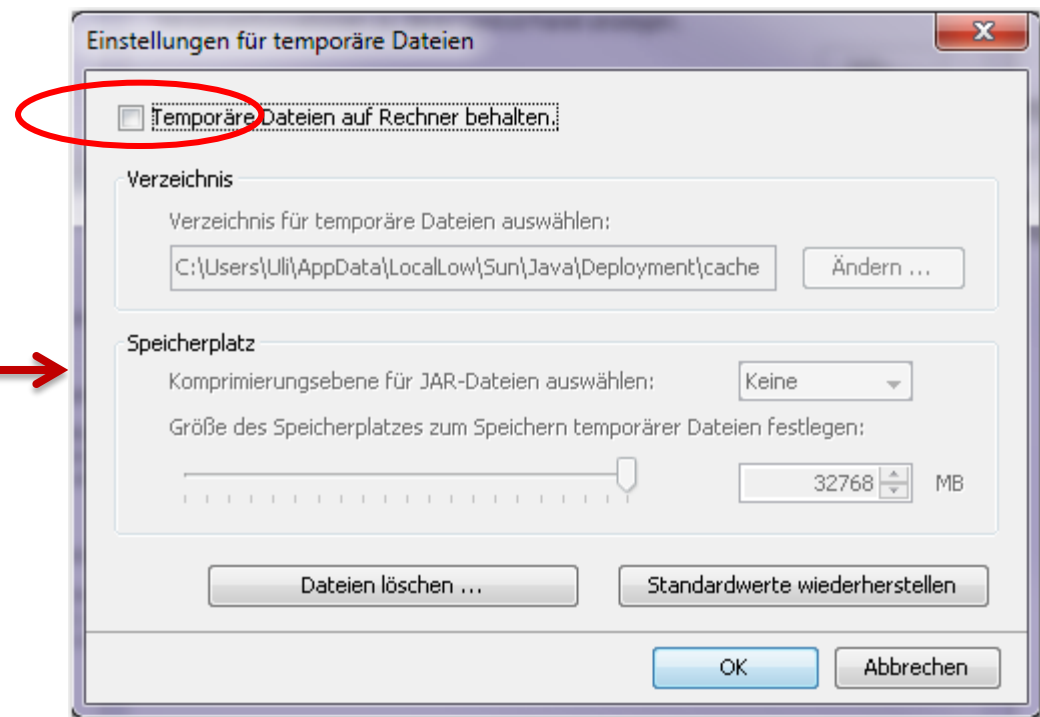 Einstellungen für temporäre Dateien
Temporäre Dateien auf Rechner behalten.
Verzeichnis
Verzeichnis für temporäre Dateien auswählen:
C:\Users\Uli\AppData\LocalLow\Sun\Java\Deployment\cache
Ändern ...
Speicherplatz
Komprimierungsebene für JAR-Dateien auswählen:
Keine
Größe des Speicherplatzes zum Speichern temporärer Dateien festlegen:
32768 MB
Dateien löschen ...
Standardwerte wiederherstellen
OK
Abbrechen